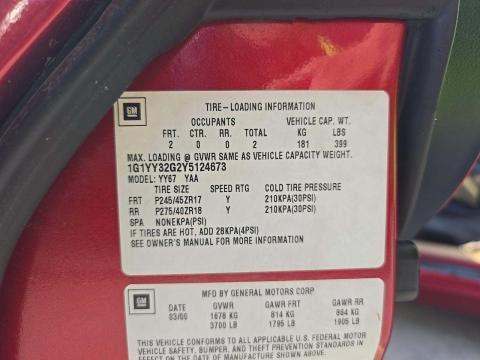 GM
TIRE-LOADING INFORMATION
OCCUPANTS VEHICLE CAP. WT.
FRT. CTR. RR. TOTAL KG LBS
2 0 0 2 181 399
MAX. LOADING @ GVWR SAME AS VEHICLE CAPACITY WEIGHT.
1G1YY32G2Y5124673
MODEL: YY67 YAA
TIRE SIZE SPEED RTG COLD TIRE PRESSURE
FRT P245/45ZR17 Y 210KPA(30PSI)
RR P275/40ZR18 Y 210KPA(30PSI)
SPA NONEKPA(PSI)
IF TIRES ARE HOT, ADD 28KPA(4PSI)
SEE OWNER'S MANUAL FOR MORE INFORMATION
GM
MFD BY GENERAL MOTORS CORP
DATE GVWR GAWR FRT GAWR RR
03/00 1678 KG 814 KG 864 KG
3700 LB 1795 LB 1905 LB
THIS VEHICLE CONFORMS TO ALL APPLICABLE U.S. FEDERAL MOTOR
VEHICLE SAFETY, BUMPER, AND THEFT PREVENTION STANDARDS